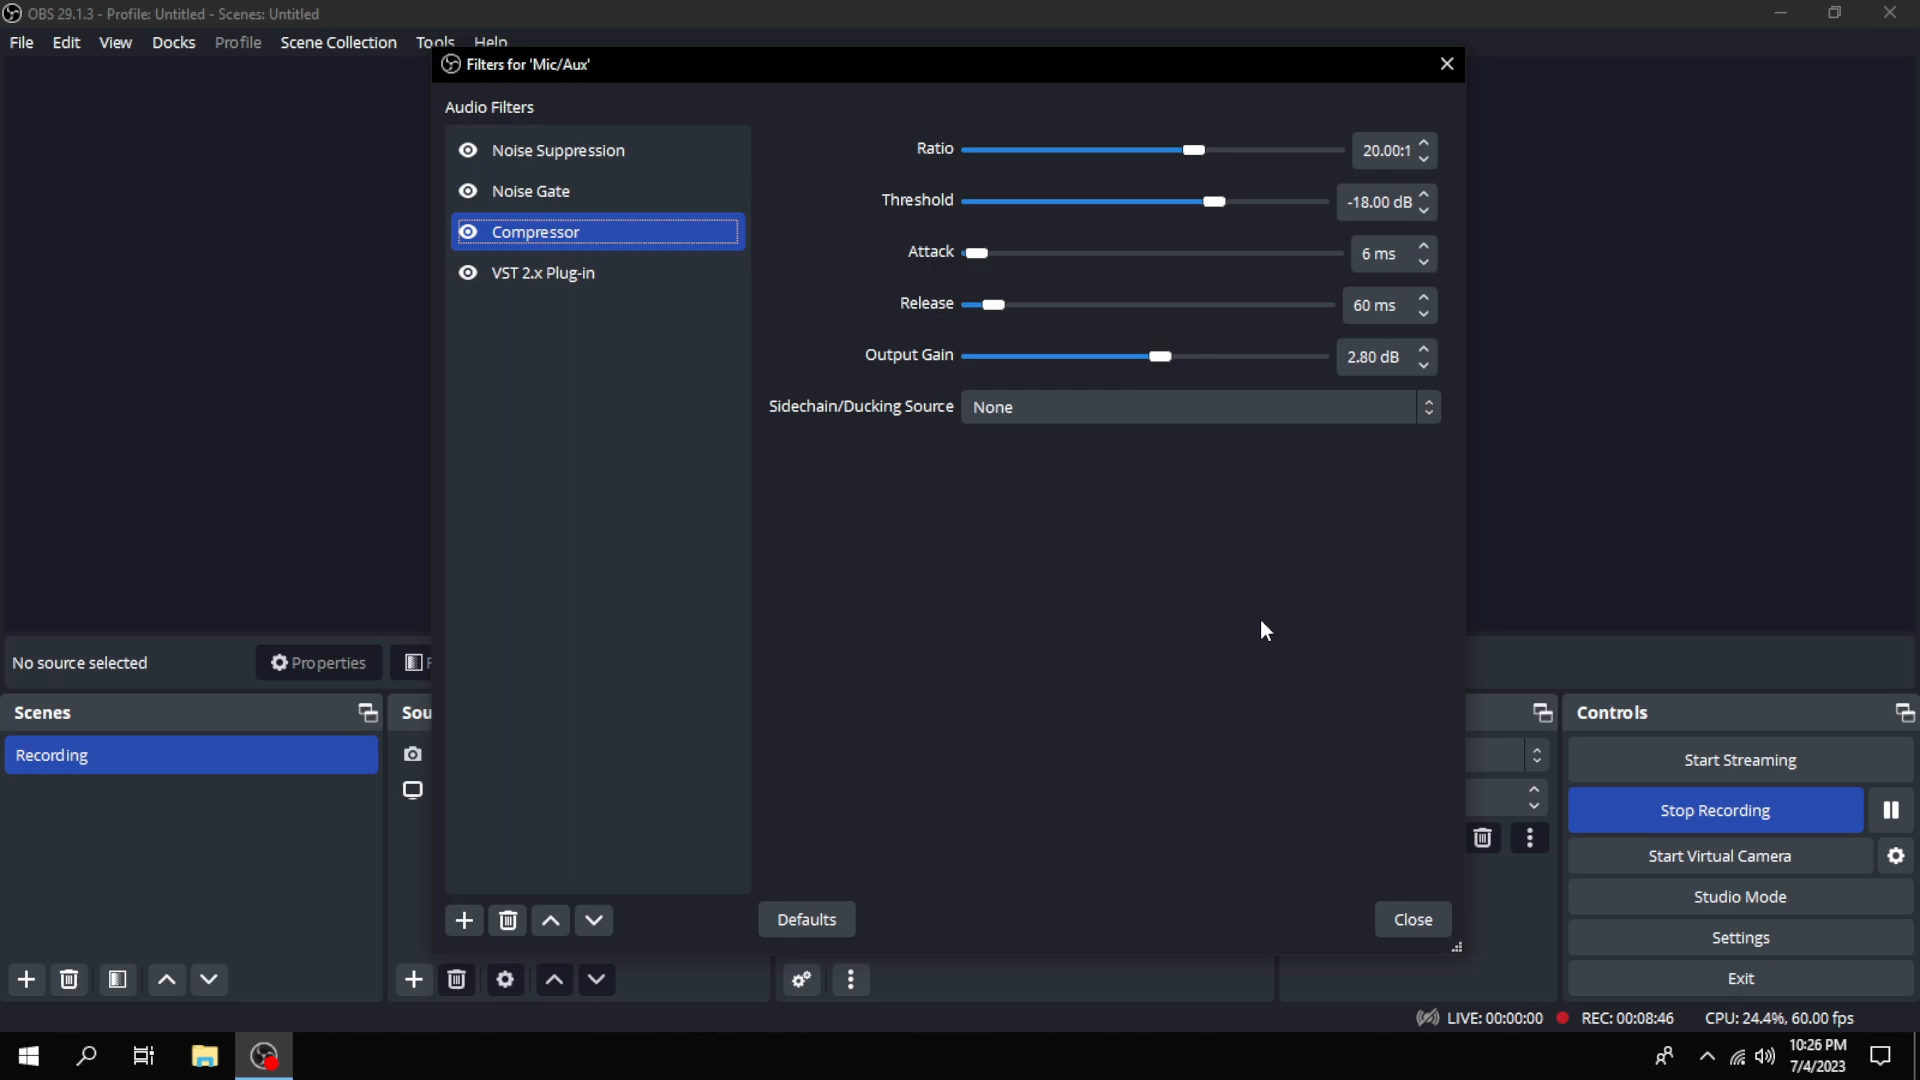 OBS 29.1.3 - Profile: Untitled - Scenes: Untitled
File Edit View Docks Profile Scene Collection Tools Help
Filters for 'Mic/Aux'
Audio Filters
Noise Suppression
Noise Gate
Compressor
VST 2.x Plug-in
Ratio 20.00:1
Threshold -18.00 dB
Attack 6 ms
Release 60 ms
Output Gain 2.80 dB
Sidechain/Ducking Source None
Defaults Close
No source selected Properties F
Scenes Sou Controls
Recording
Start Streaming
Stop Recording
Start Virtual Camera
Studio Mode
Settings
Exit
LIVE: 00:00:00 REC: 00:08:46 CPU: 24.4%, 60.00 fps
10:26 PM
7/4/2023